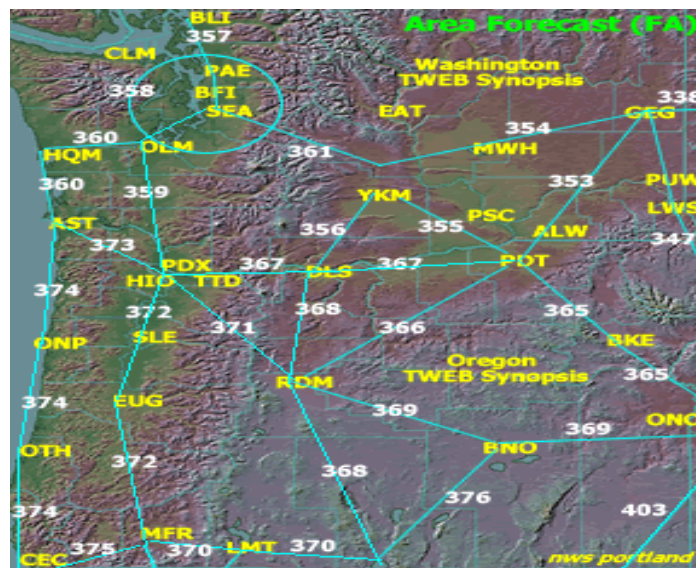 BLI
Area Forecast (FA)
357
CLM
Washington
TWEB Synopsis
PAE
358
BFI
338
SEA
EAT
GEG
354
360
OLM
MWH
HQM
361
353
PUW
360
359
YKM
LWS
AST
PSC
356
355
ALW
373
347
PDX
367
367
PDT
DLS
HIO
TTD
374
368
372
365
371
366
ONP
SLE
BKE
Oregon
TWEB Synopsis
RDM
365
374
EUG
369
ONO
369
OTH
BNO
372
368
376
374
403
MFR
375
370
LMT
370
CEC
nws portland